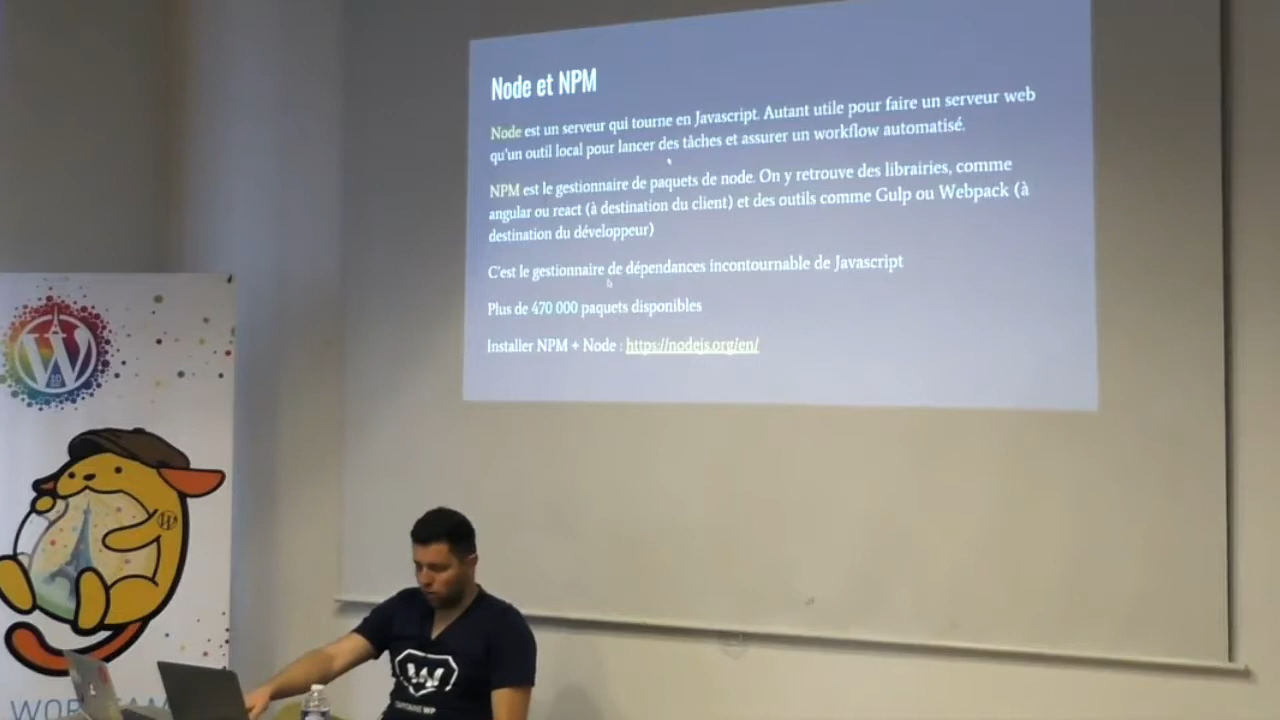 Node et NPM
Node est un serveur qui tourne en Javascript. Autant utile pour faire un serveur web
qu'un outil local pour lancer des tâches et assurer un workflow automatisé.
NPM est le gestionnaire de paquets de node. On y retrouve des librairies, comme
angular ou react (à destination du client) et des outils comme Gulp ou Webpack (à
destination du développeur)
C'est le gestionnaire de dépendances incontournable de Javascript
Plus de 470 000 paquets disponibles
Installer NPM + Node : https://nodejs.org/en/
W
W
CAPITAINE WP